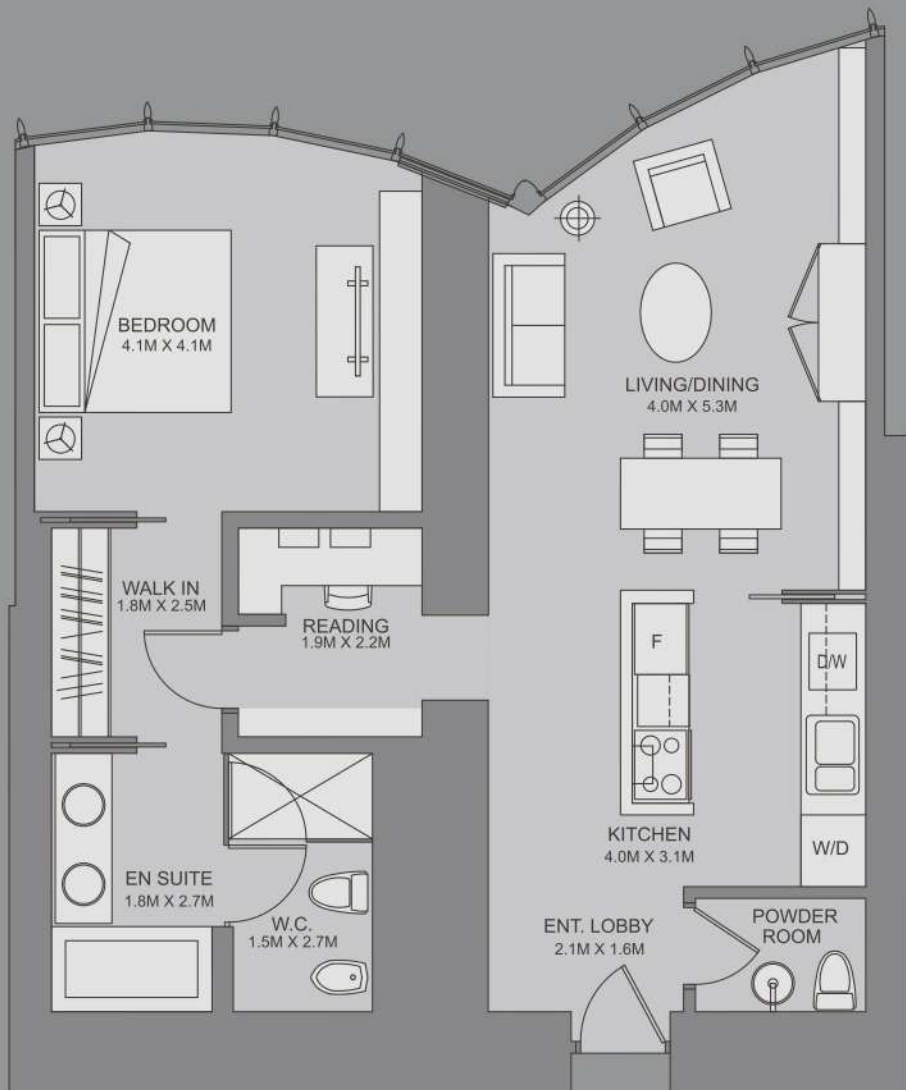 BEDROOM
4.1M X 4.1M
LIVING/DINING
4.0M X 5.3M
WALK IN
1.8M X 2.5M
READING
1.9M X 2.2M
F
D/W
KITCHEN
4.0M X 3.1M
W/D
EN SUITE
1.8M X 2.7M
W.C.
1.5M X 2.7M
ENT. LOBBY
2.1M X 1.6M
POWDER
ROOM